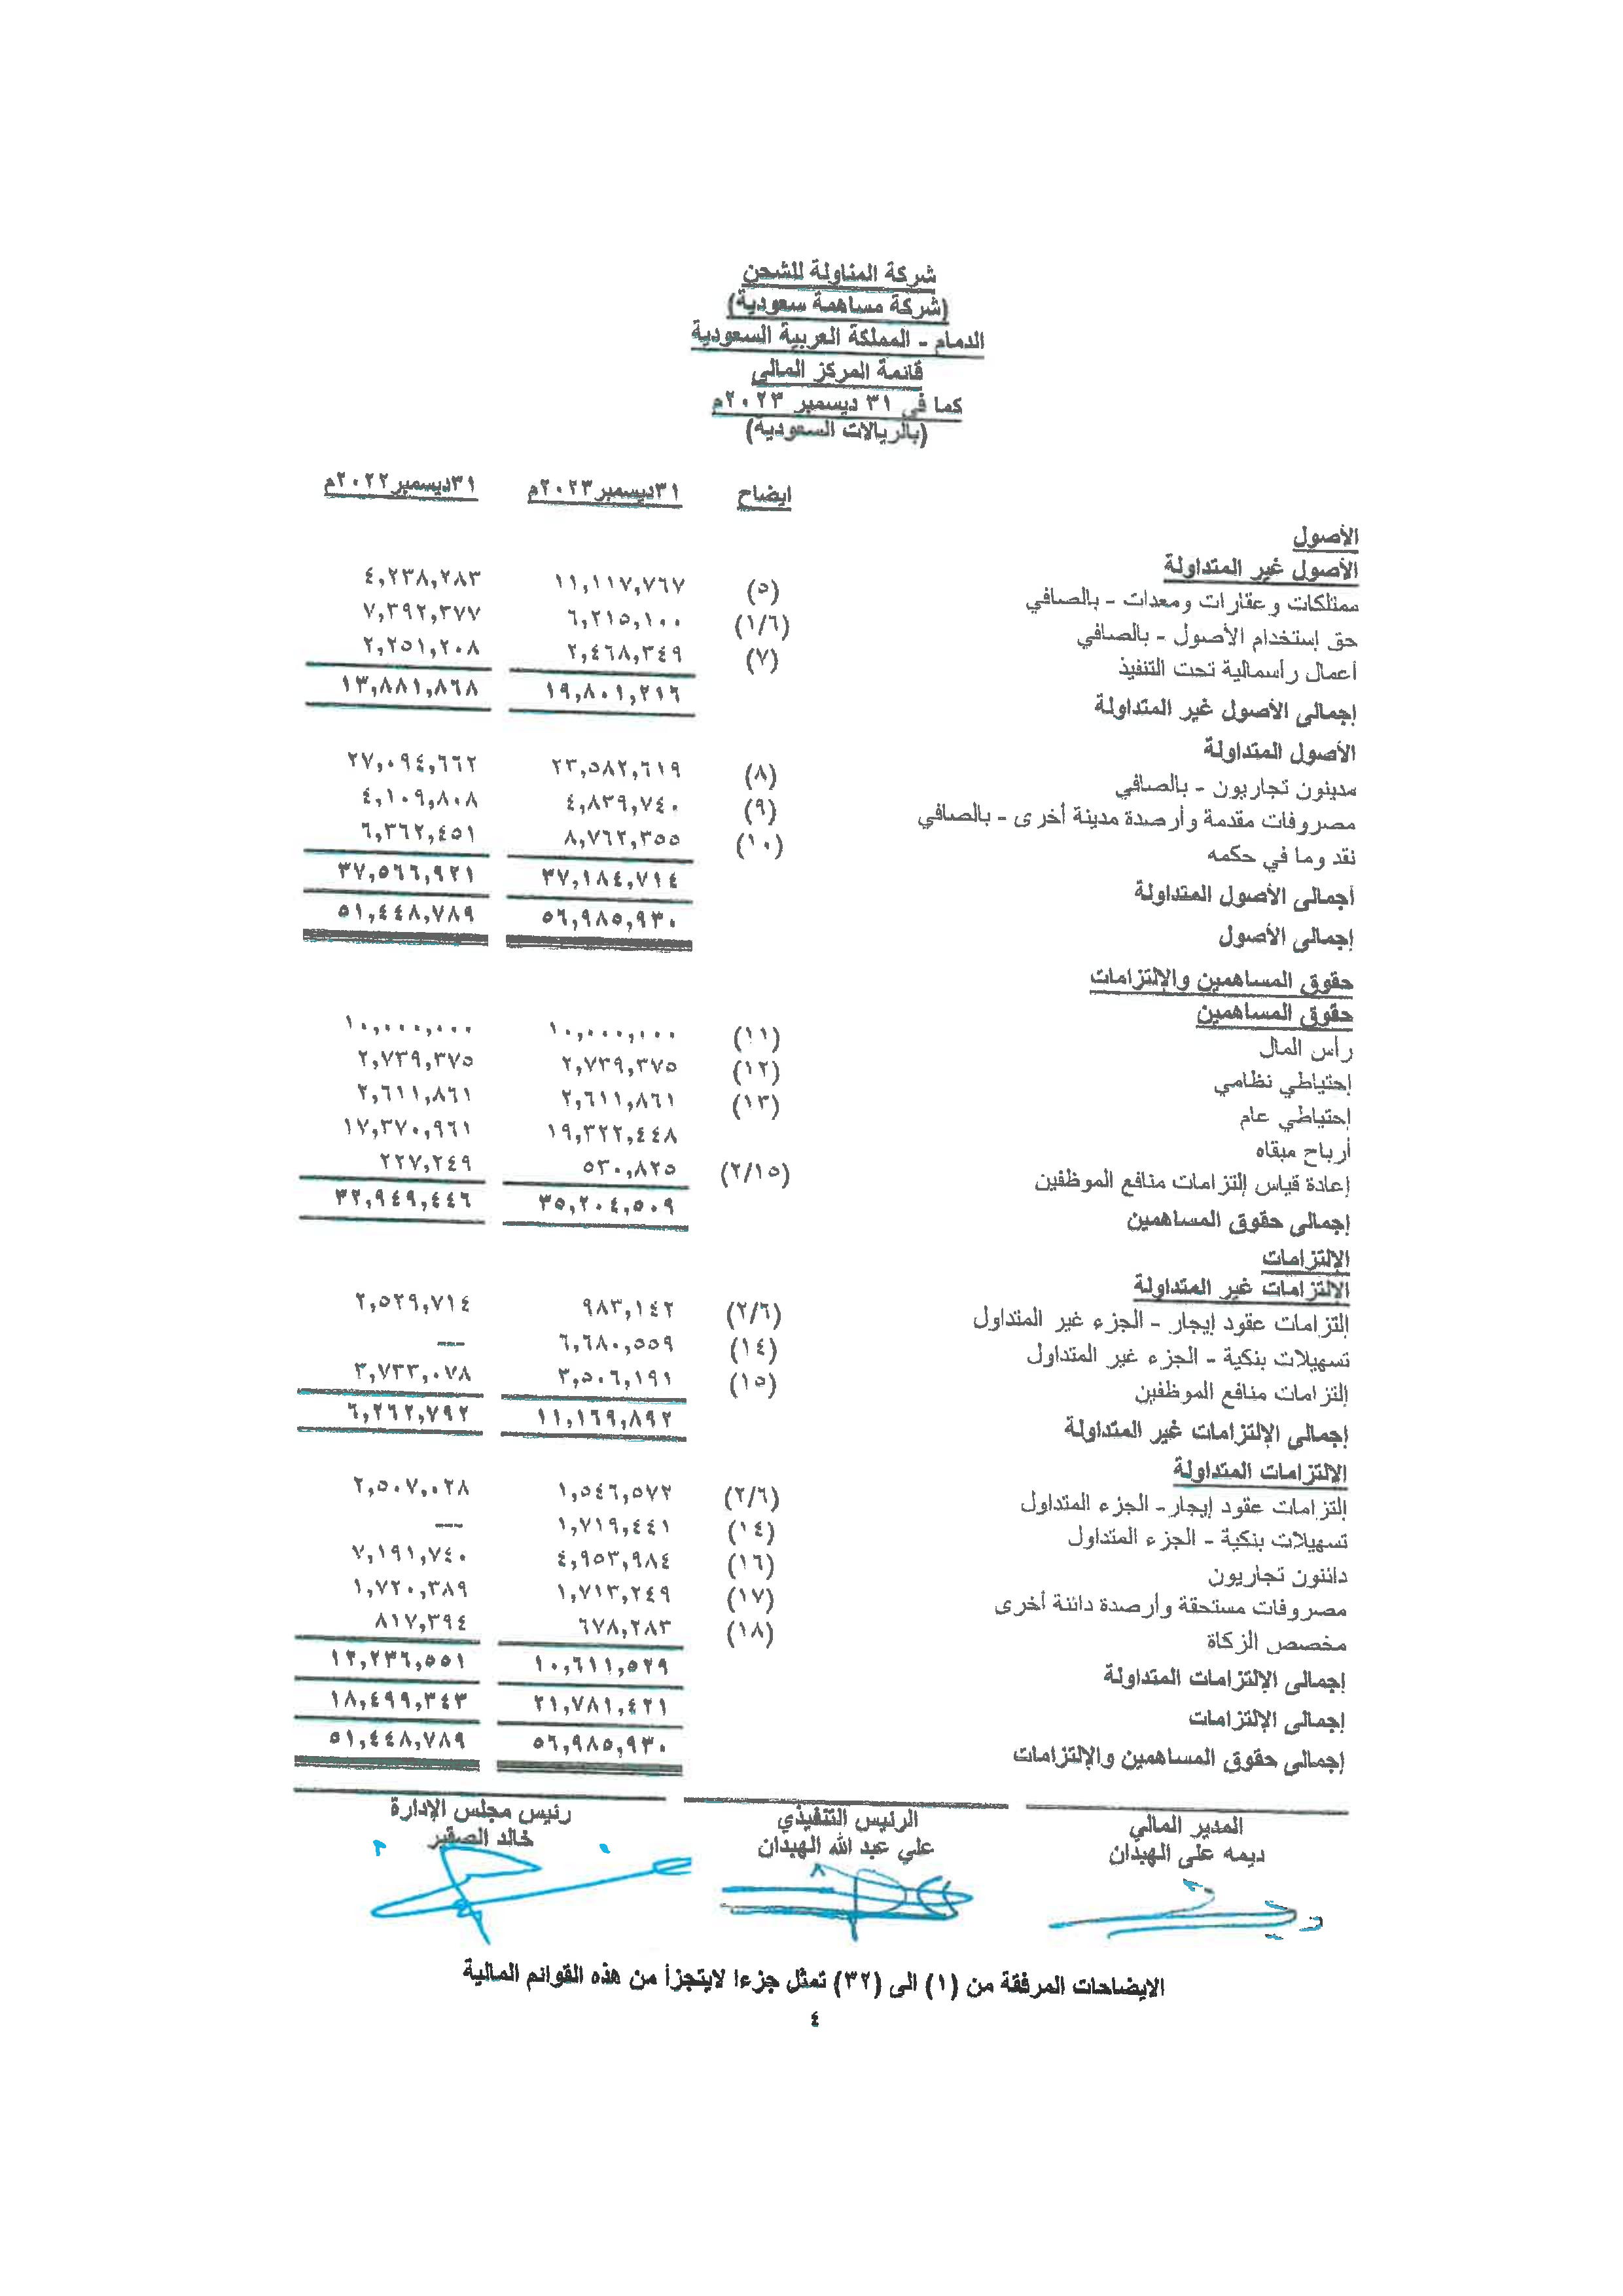 شركة المناولة للشحن
(شركة مساهمة سعودية)
الدمام - المملكة العربية السعودية
قائمة المركز المالي
كما في ٣١ ديسمبر ٢٠٢٣م
(بالريالات السعودية)
ايضاح ٣١ديسمبر٢٠٢٣م ٣١ديسمبر٢٠٢٢م
الأصول
الأصول غير المتداولة
ممتلكات وعقارات ومعدات - بالصافي (٥) ١١,١١٧,٧٦٧ ٤,٢٣٨,٢٨٣
حق إستخدام الأصول - بالصافي (١/٦) ٦,٢١٥,١٠٠ ٧,٣٩٢,٣٧٧
أعمال رأسمالية تحت التنفيذ (٧) ٢,٤٦٨,٣٤٩ ٢,٢٥١,٢٠٨
إجمالي الأصول غير المتداولة ١٩,٨٠١,٢١٦ ١٣,٨٨١,٨٦٨
الأصول المتداولة
مدينون تجاريون - بالصافي (٨) ٢٣,٥٨٢,٦١٩ ٢٧,٠٩٤,٦٦٢
مصروفات مقدمة وأرصدة مدينة أخرى - بالصافي (٩) ٤,٨٣٩,٧٤٠ ٤,١٠٩,٨٠٨
نقد وما في حكمه (١٠) ٨,٧٦٢,٣٥٥ ٦,٣٦٢,٤٥١
أجمالي الأصول المتداولة ٣٧,١٨٤,٧١٤ ٣٧,٥٦٦,٩٢١
إجمالي الأصول ٥٦,٩٨٥,٩٣٠ ٥١,٤٤٨,٧٨٩
حقوق المساهمين والإلتزامات
حقوق المساهمين
رأس المال (١١) ١٠,٠٠٠,٠٠٠ ١٠,٠٠٠,٠٠٠
إحتياطي نظامي (١٢) ٢,٧٣٩,٣٧٥ ٢,٧٣٩,٣٧٥
إحتياطي عام (١٣) ٢,٦١١,٨٦١ ٢,٦١١,٨٦١
أرباح مبقاه ١٩,٣٢٢,٤٤٨ ١٧,٣٧٠,٩٦١
إعادة قياس إلتزامات منافع الموظفين (٢/١٥) ٥٣٠,٨٢٥ ٢٢٧,٢٤٩
إجمالي حقوق المساهمين ٣٥,٢٠٤,٥٠٩ ٣٢,٩٤٩,٤٤٦
الإلتزامات
الإلتزامات غير المتداولة
إلتزامات عقود إيجار - الجزء غير المتداول (٢/٦) ٩٨٣,١٤٢ ٢,٥٢٩,٧١٤
تسهيلات بنكية - الجزء غير المتداول (١٤) ٦,٦٨٠,٥٥٩ ---
إلتزامات منافع الموظفين (١٥) ٣,٥٠٦,١٩١ ٣,٧٣٣,٠٧٨
إجمالي الإلتزامات غير المتداولة ١١,١٦٩,٨٩٢ ٦,٢٦٢,٧٩٢
الإلتزامات المتداولة
إلتزامات عقود إيجار- الجزء المتداول (٢/٦) ١,٥٤٦,٥٧٢ ٢,٥٠٧,٠٢٨
تسهيلات بنكية - الجزء المتداول (١٤) ١,٧١٩,٤٤١ ---
دائنون تجاريون (١٦) ٤,٩٥٣,٩٨٤ ٧,١٩١,٧٤٠
مصروفات مستحقة وأرصدة دائنة أخرى (١٧) ١,٧١٣,٢٤٩ ١,٧٢٠,٣٨٩
مخصص الزكاة (١٨) ٦٧٨,٢٨٣ ٨١٧,٣٩٤
إجمالي الإلتزامات المتداولة ١٠,٦١١,٥٢٩ ١٢,٢٣٦,٥٥١
إجمالي الإلتزامات ٢١,٧٨١,٤٢١ ١٨,٤٩٩,٣٤٣
إجمالي حقوق المساهمين والإلتزامات ٥٦,٩٨٥,٩٣٠ ٥١,٤٤٨,٧٨٩
المدير المالي الرئيس التنفيذي رئيس مجلس الإدارة
ديمه على الهبدان علي عبد الله الهبدان خالد الصقير
الايضاحات المرفقة من (١) الى (٣٢) تمثل جزءا لايتجزأ من هذه القوائم المالية
٤